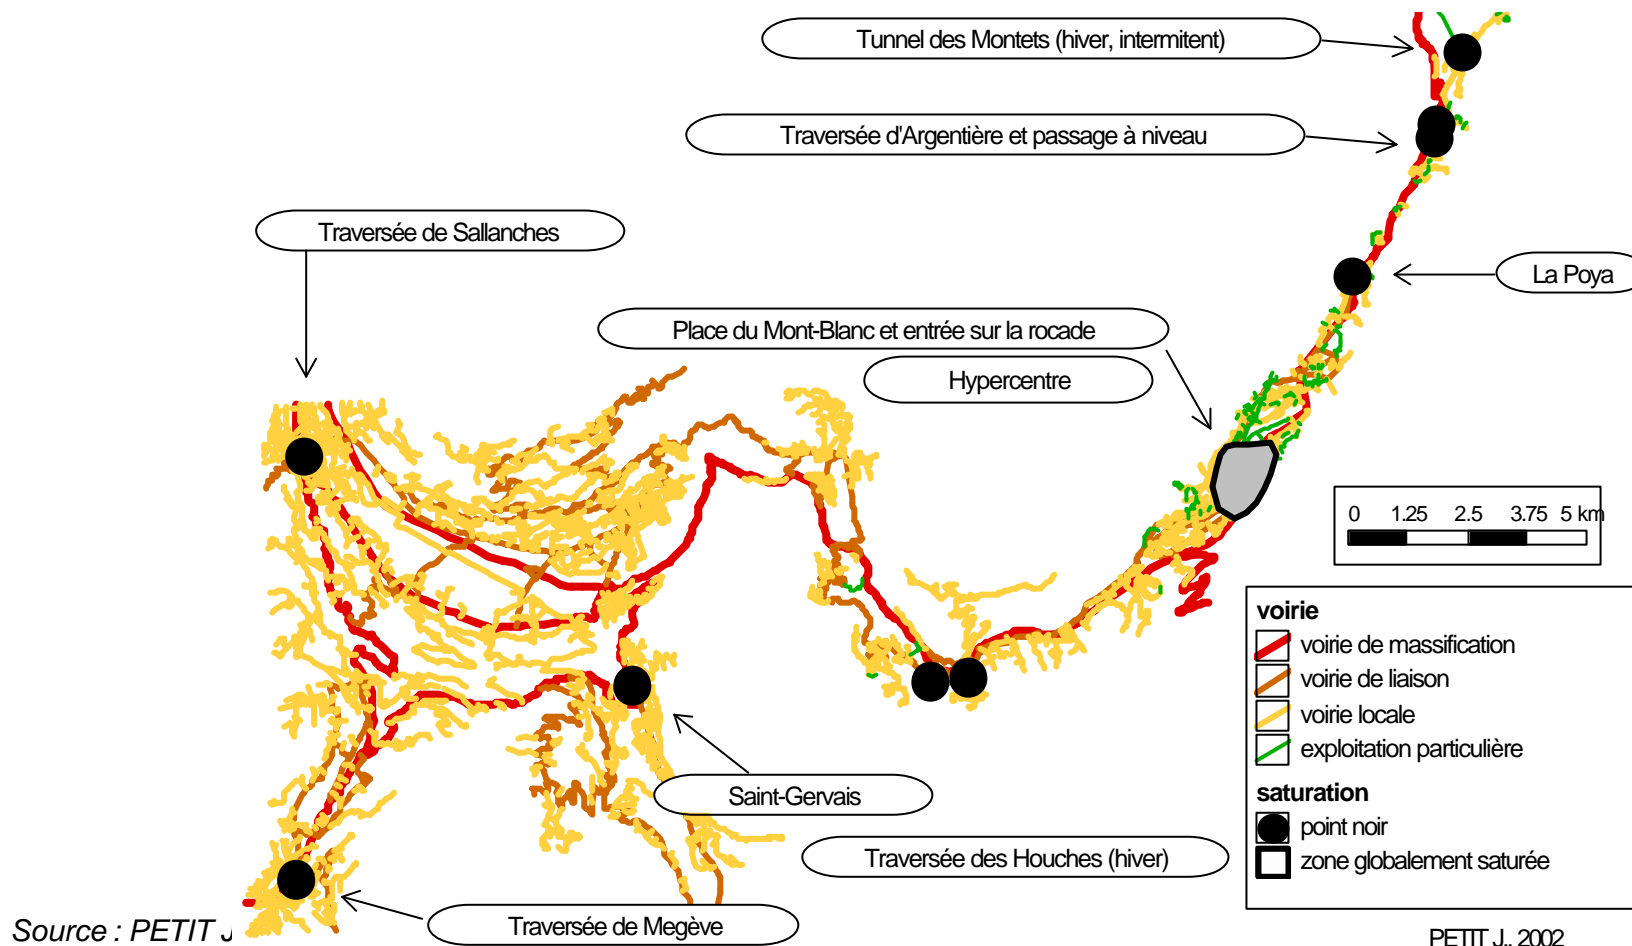 Tunnel des Montets (hiver, intermitent)
Traversée d'Argentière et passage à niveau
Traversée de Sallanches
La Poya
Place du Mont-Blanc et entrée sur la rocade
Hypercentre
0 1.25 2.5 3.75 5 km
voirie
voirie de massification
voirie de liaison
voirie locale
exploitation particulière
saturation
point noir
zone globalement saturée
Saint-Gervais
Traversée des Houches (hiver)
Traversée de Megève
Source : PETIT J
PETIT J., 2002